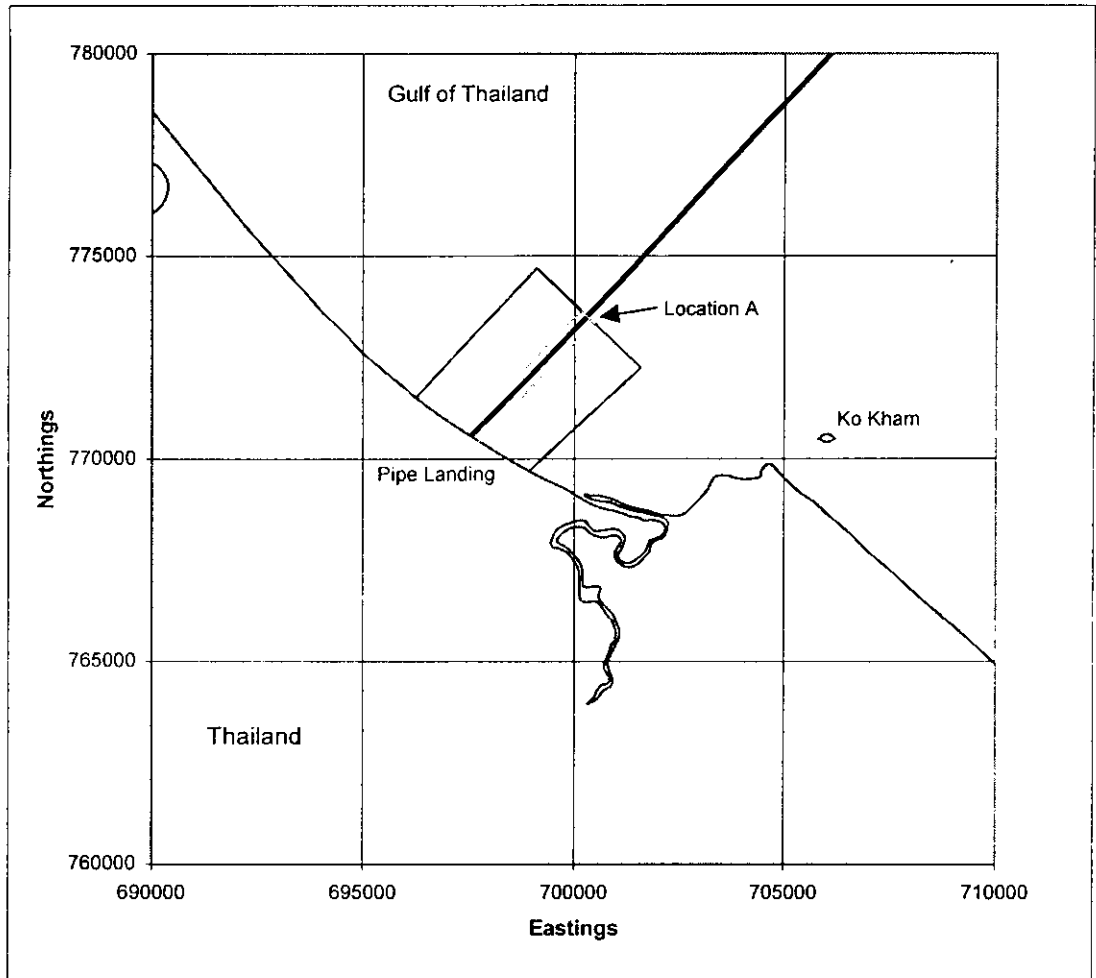 780000
Gulf of Thailand
775000
Location A
Ko Kham
770000
Pipe Landing
Northings
765000
Thailand
760000
690000 695000 700000 705000 710000
Eastings